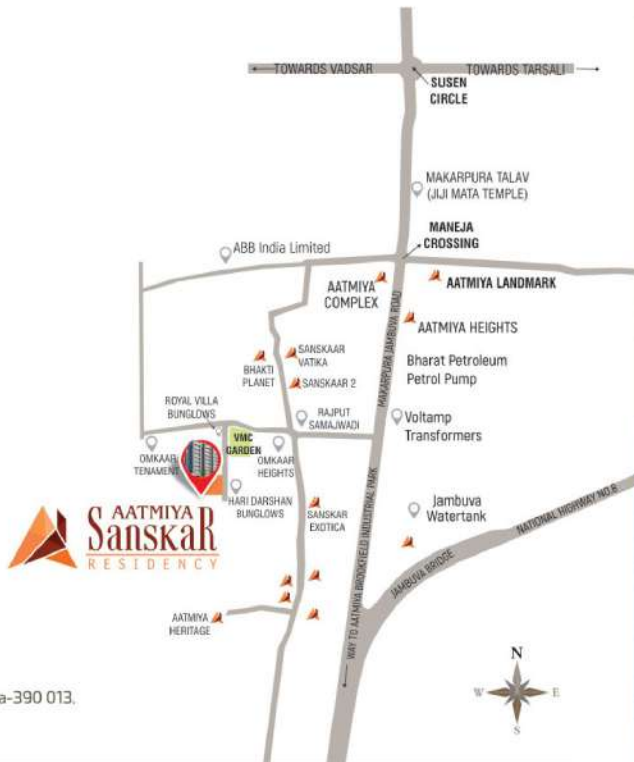 TOWARDS VADSAR
TOWARDS TARSALI
SUSEN
CIRCLE
MAKARPURA TALAV
(JIJI MATA TEMPLE)
MANEJA
CROSSING
ABB India Limited
AATMIYA
COMPLEX
AATMIYA LANDMARK
MAKARPURA JAMBUVA ROAD
AATMIYA HEIGHTS
SANSKAAR
VATIKA
BHAKTI
PLANET
Bharat Petroleum
Petrol Pump
SANSKAAR 2
ROYAL VILLA
BUNGLOWS
RAJPUT
SAMAJWADI
Voltamp
Transformers
VMC
GARDEN
OMKAAR
TENAMENT
OMKAAR
HEIGHTS
HARI DARSHAN
BUNGLOWS
SANSKAR
EXOTICA
Jambuva
Watertank
NATIONAL HIGHWAY NO.8
AATMIYA
SanskaR
RESIDENCY
JAMBUVA BRIDGE
WAY TO AATMIYA BROOKFIELD INDUSTRIAL PARK
AATMIYA
HERITAGE
N
W
E
S
a-390 013.